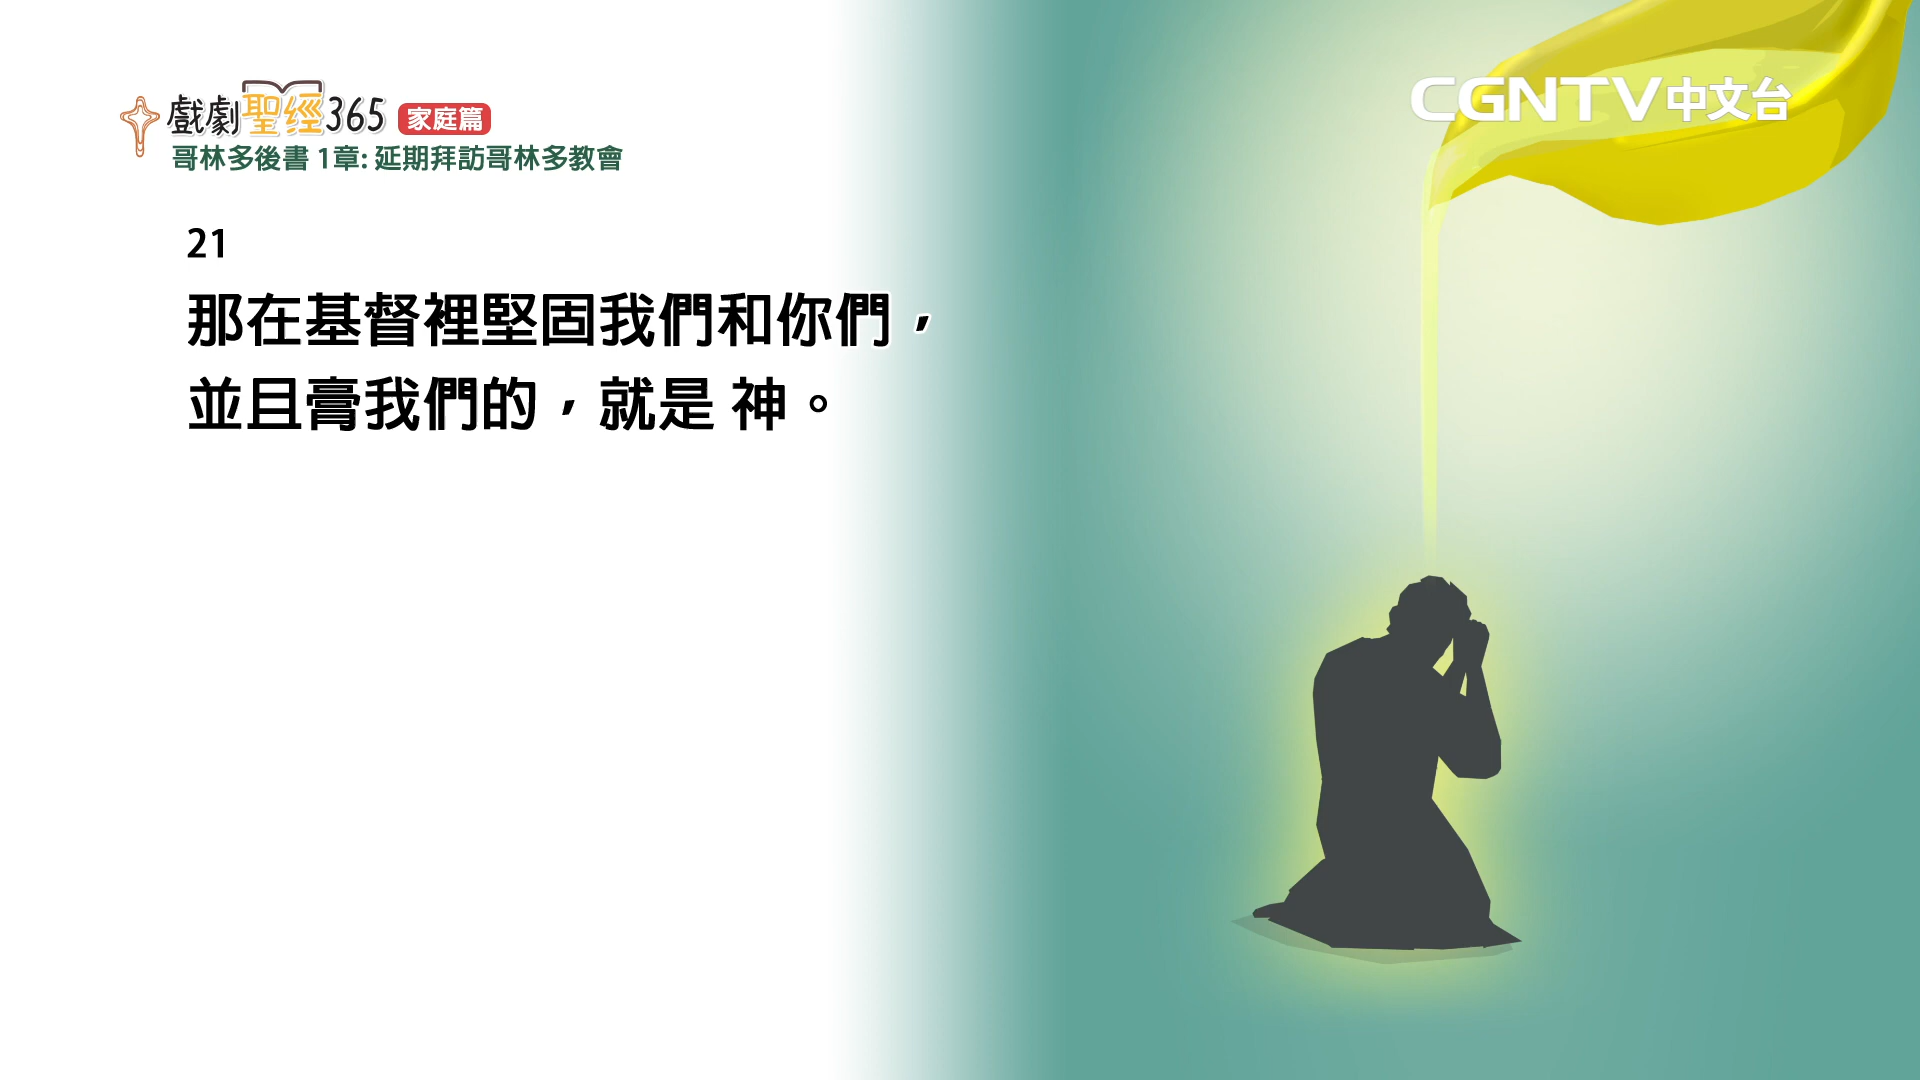 戲劇聖經365 家庭篇
CGNTV中文台
哥林多後書 1章: 延期拜訪哥林多教會
21
那在基督裡堅固我們和你們，
並且膏我們的，就是 神。